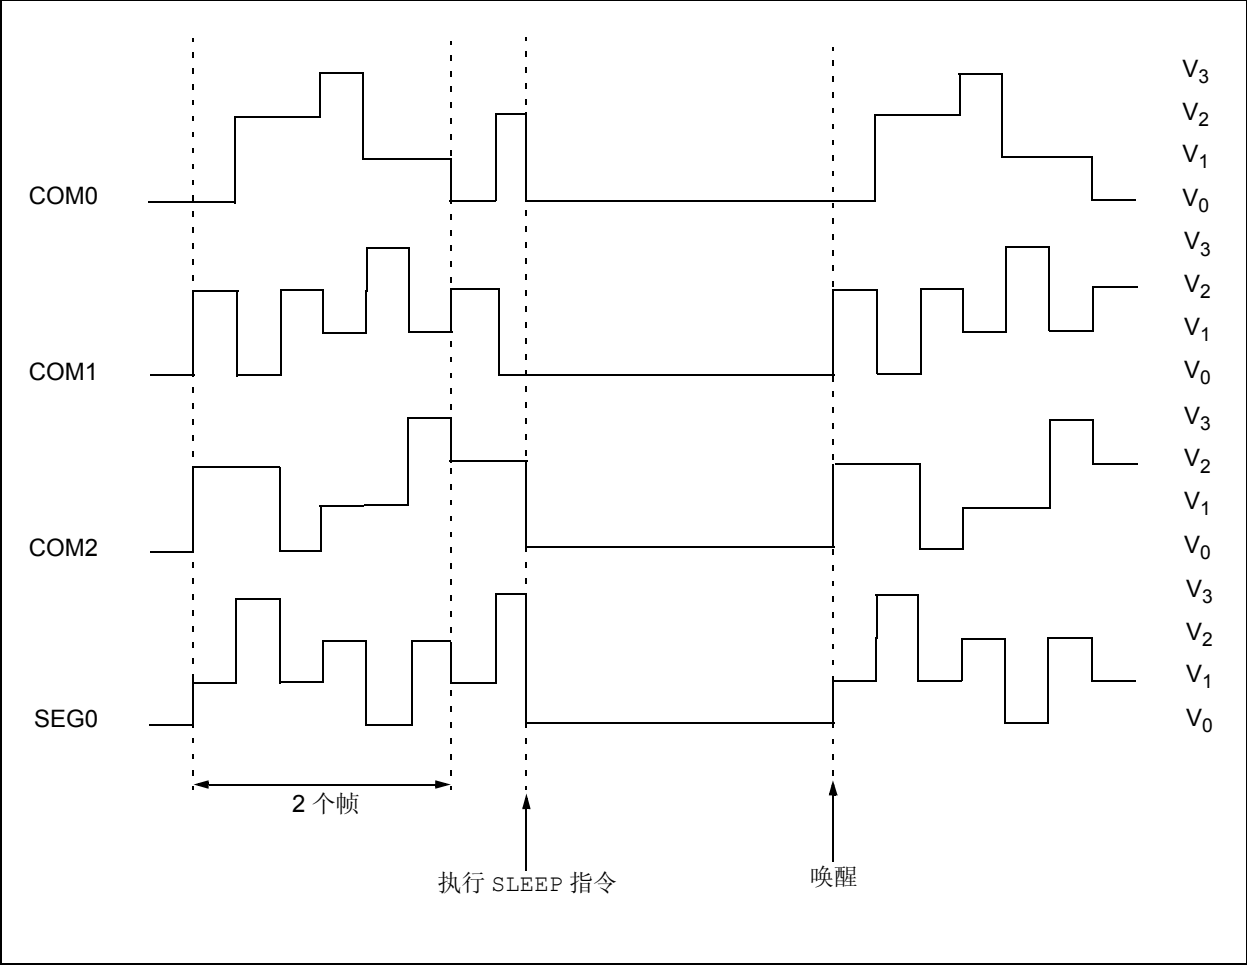 V3
V2
V1
COM0 V0
V3
V2
V1
COM1 V0
V3
V2
V1
COM2 V0
V3
V2
V1
SEG0 V0
2 个帧
执行 SLEEP 指令
唤醒